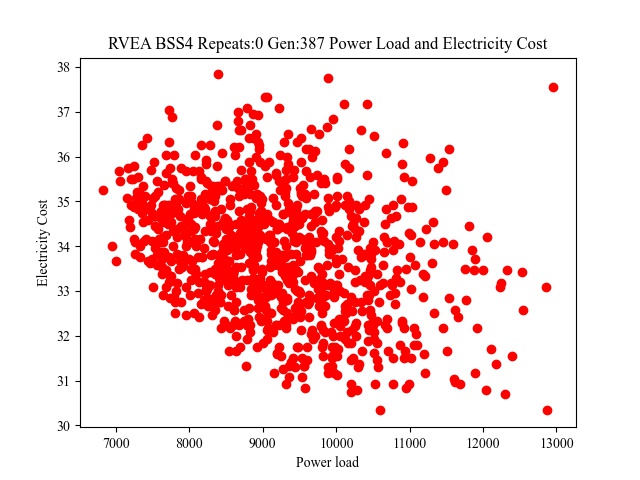 RVEA BSS4 Repeats:0 Gen:387 Power Load and Electricity Cost
38
37
36
35
34
33
32
31
30
Electricity Cost
7000 8000 9000 10000 11000 12000 13000
Power load